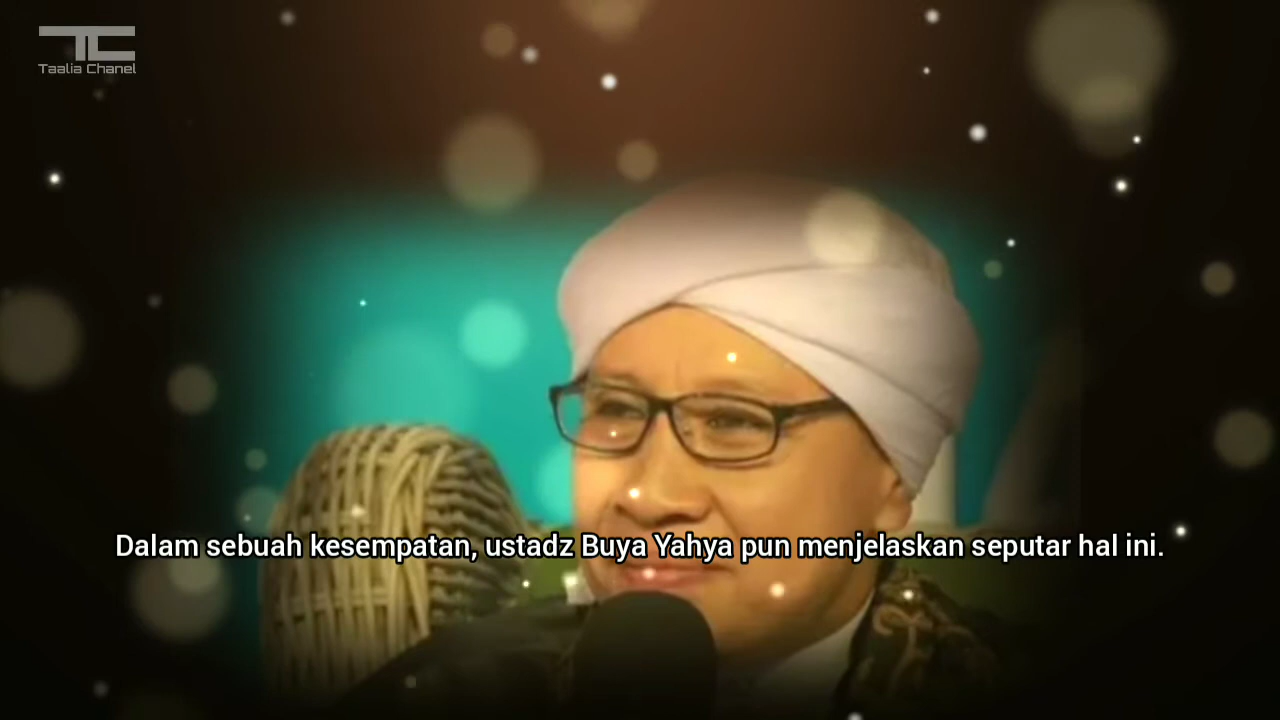 TC
Taalia Chanel
Dalam sebuah kesempatan, ustadz Buya Yahya pun menjelaskan seputar hal ini.